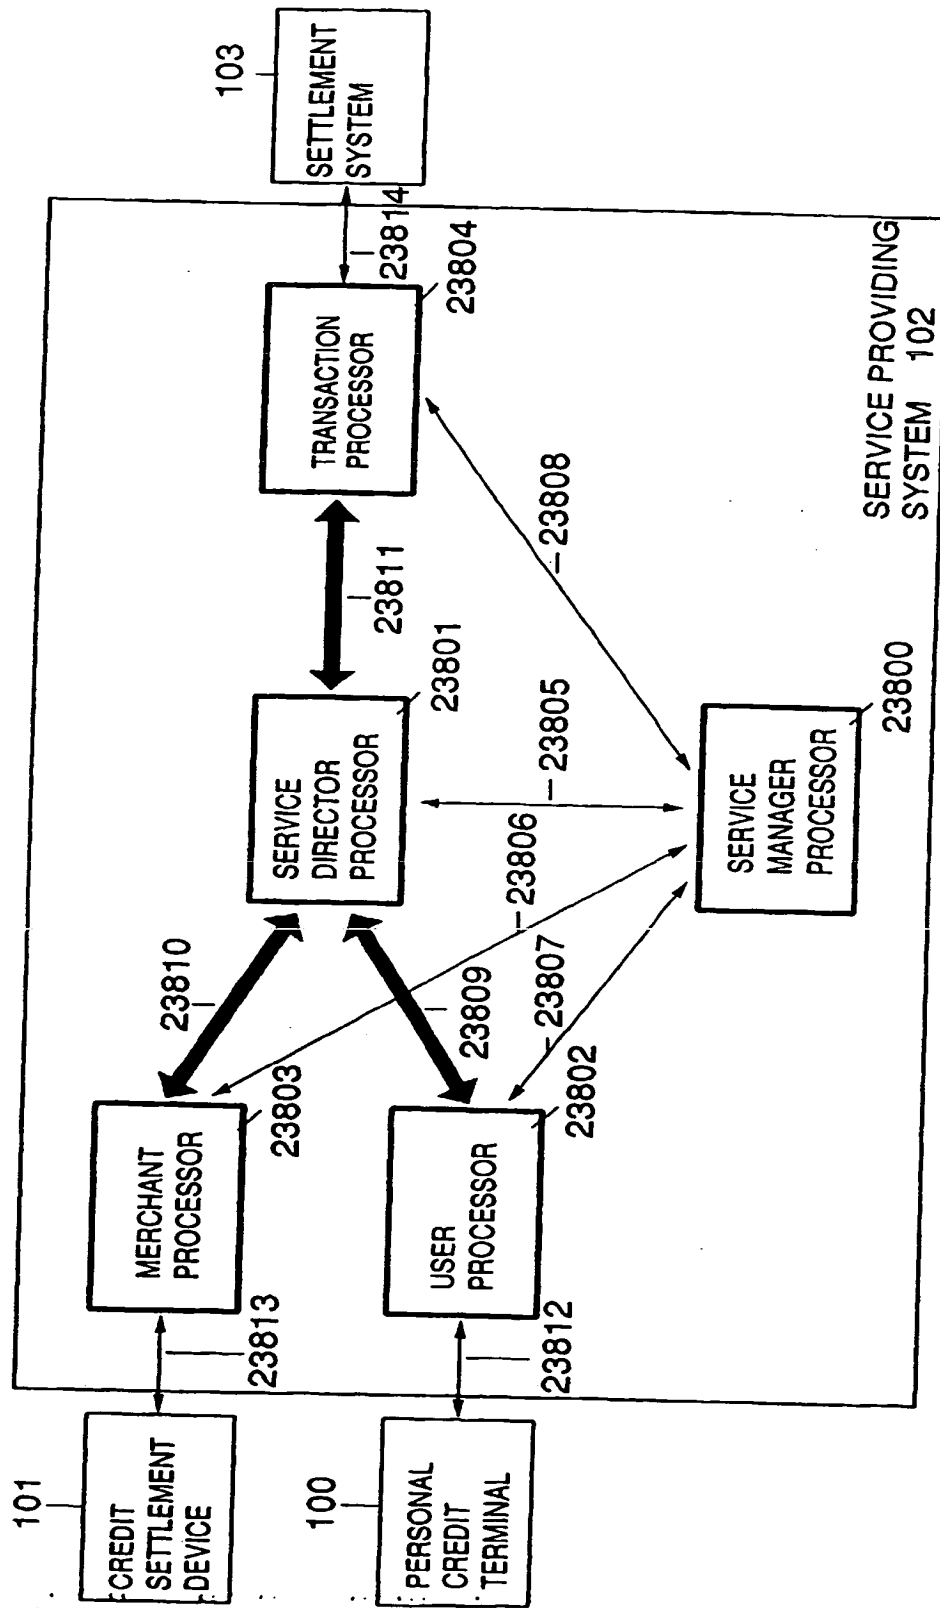 101
CREDIT
SETTLEMENT
DEVICE
23813
MERCHANT
PROCESSOR
23803
23810
100
PERSONAL
CREDIT
TERMINAL
23812
USER
PROCESSOR
23802
23809
SERVICE
DIRECTOR
PROCESSOR
23801
23811
TRANSACTION
PROCESSOR
23804
23814
103
SETTLEMENT
SYSTEM
23807
23806
23805
23808
SERVICE
MANAGER
PROCESSOR
23800
SERVICE PROVIDING
SYSTEM 102